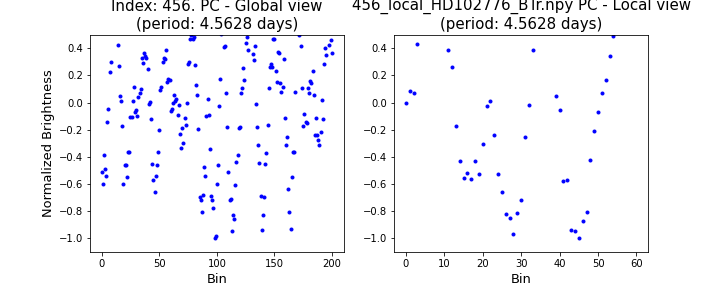 Index: 456. PC - Global view
(period: 4.5628 days)
456_local_HD102776_BTr.npy PC - Local view
(period: 4.5628 days)
Normalized Brightness
0.4
0.2
0.0
−0.2
−0.4
−0.6
−0.8
−1.0
0 50 100 150 200
Bin
0.4
0.2
0.0
−0.2
−0.4
−0.6
−0.8
−1.0
0 10 20 30 40 50 60
Bin